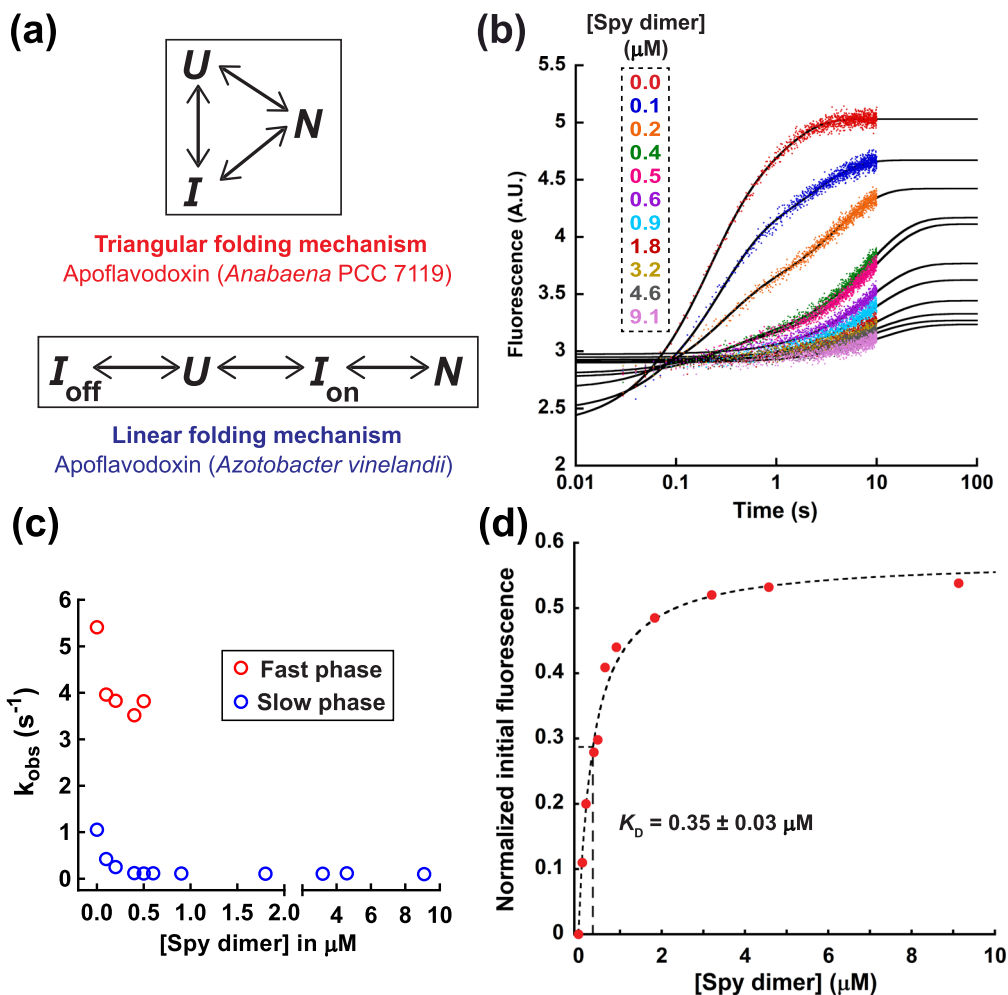 (a)
U
N
I
Triangular folding mechanism
Apoflavodoxin (Anabaena PCC 7119)
I off U I on N
Linear folding mechanism
Apoflavodoxin (Azotobacter vinelandii)
(b)
[Spy dimer]
(μM)
0.0
0.1
0.2
0.4
0.5
0.6
0.9
1.8
3.2
4.6
9.1
Fluorescence (A.U.)
5.5
5
4.5
4
3.5
3
2.5
2
0.01 0.1 1 10 100
Time (s)
(c)
k obs (s-1)
6
5
4
3
2
1
0
Fast phase
Slow phase
0.0 0.5 1.0 1.5 2.0 4 6 8 10
[Spy dimer] in μM
(d)
Normalized initial fluorescence
0.6
0.5
0.4
0.3
0.2
0.1
0
KD = 0.35 ± 0.03 μM
0 2 4 6 8 10
[Spy dimer] (μM)